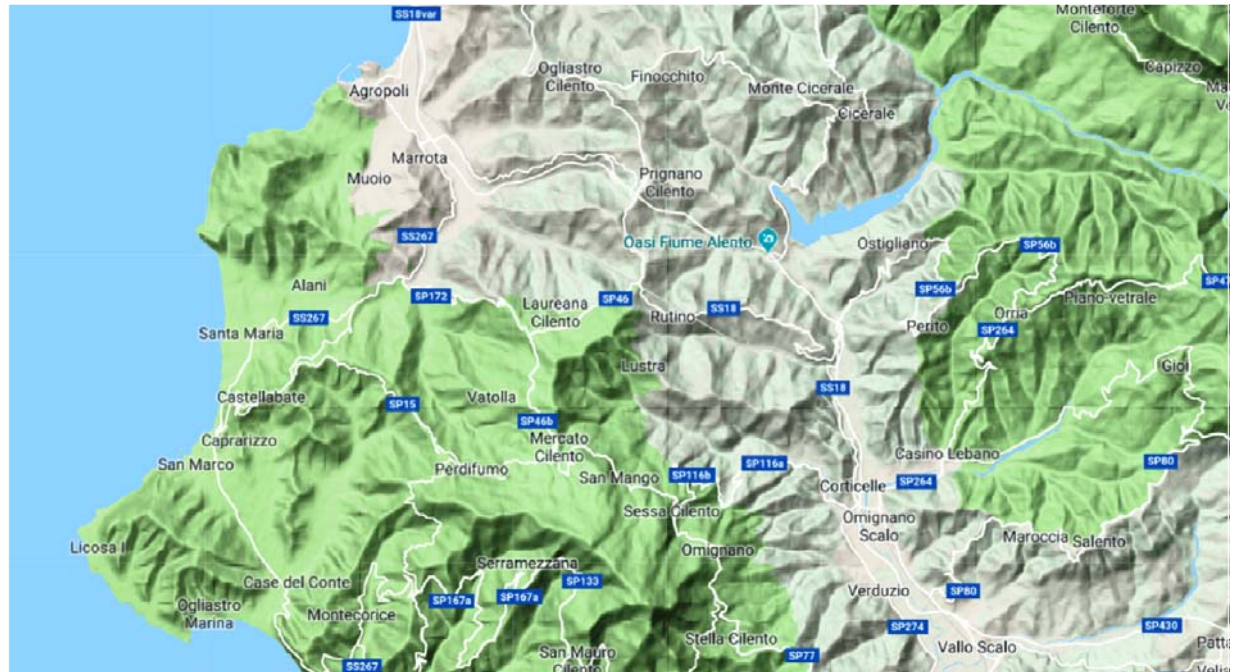 SS18var
Monteforte
Cilento
Ogliastro
Cilento
Finocchito
Capizzo
Agropoli
Monte Cicerale
Cicerale
Marrota
Muoio
Prignano
Cilento
SS267
Oasi Fiume Alento
Ostigliano
SP56b
Alani
SP172
SP46
SP56b
Piano-vetrale
SP47
Laureana
Cilento
Rutino
SS18
Orria
SS267
Santa Maria
Perito
SP264
Lustra
Gioi
SS18
Castellabate
SP15
Vatolla
SP46b
Caprarizzo
Mercato
Cilento
Casino Lebano
San Marco
Perdifumo
San Mango
SP116b
SP116a
SP80
Corticelle
SP264
Sessa Cilento
Omignano
Scalo
Licosa I
Omignano
Maroccia
Salento
Serramezzana
Case del Conte
SP133
Verduzio
SP80
Ogliastro
Marina
Montecorice
SP167a
SP167a
SP274
SP430
Stella Cilento
Vallo Scalo
San Mauro
Cilento
SP77
SS267